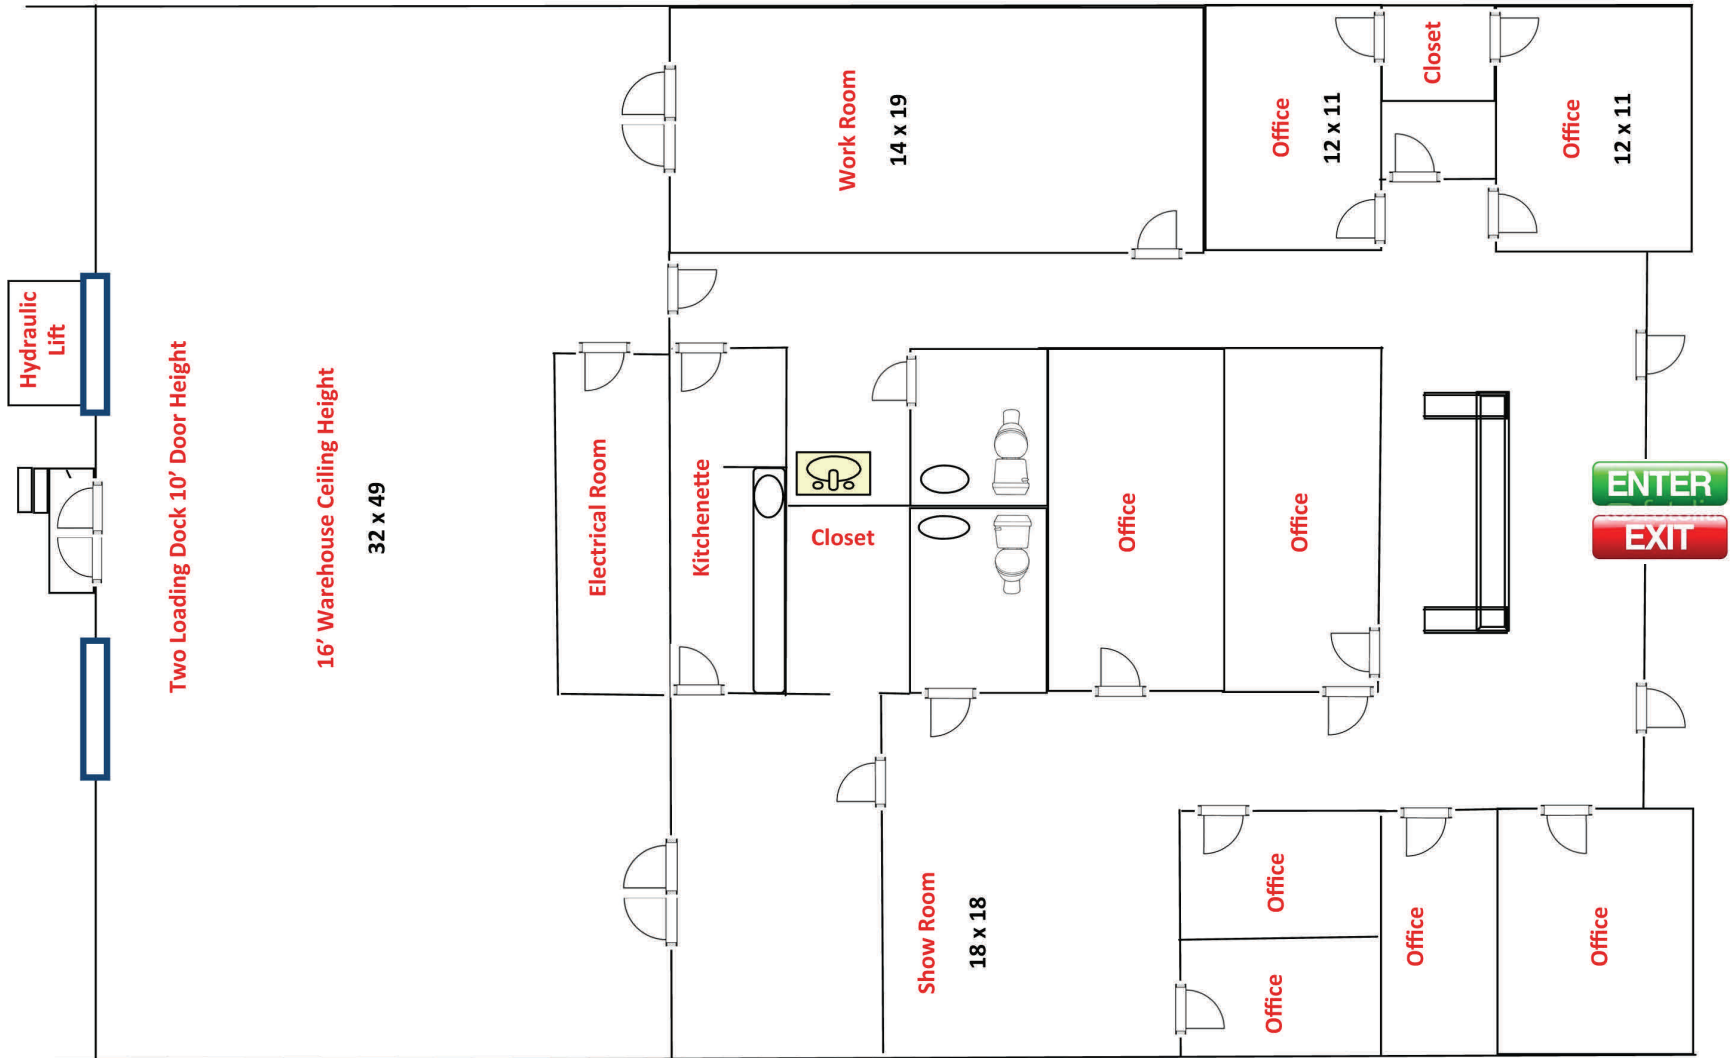 Hydraulic
Lift
Two Loading Dock 10’ Door Height
16’ Warehouse Ceiling Height
32 x 49
Electrical Room
Kitchenette
Closet
Work Room
14 x 19
Office
12 x 11
Closet
Office
12 x 11
Office
Office
ENTER
EXIT
Show Room
18 x 18
Office
Office
Office
Office